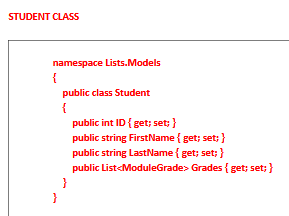 STUDENT CLASS
namespace Lists.Models
{
public class Student
{
public int ID { get; set; }
public string FirstName { get; set; }
public string LastName { get; set; }
public List<ModuleGrade> Grades { get; set; }
}
}